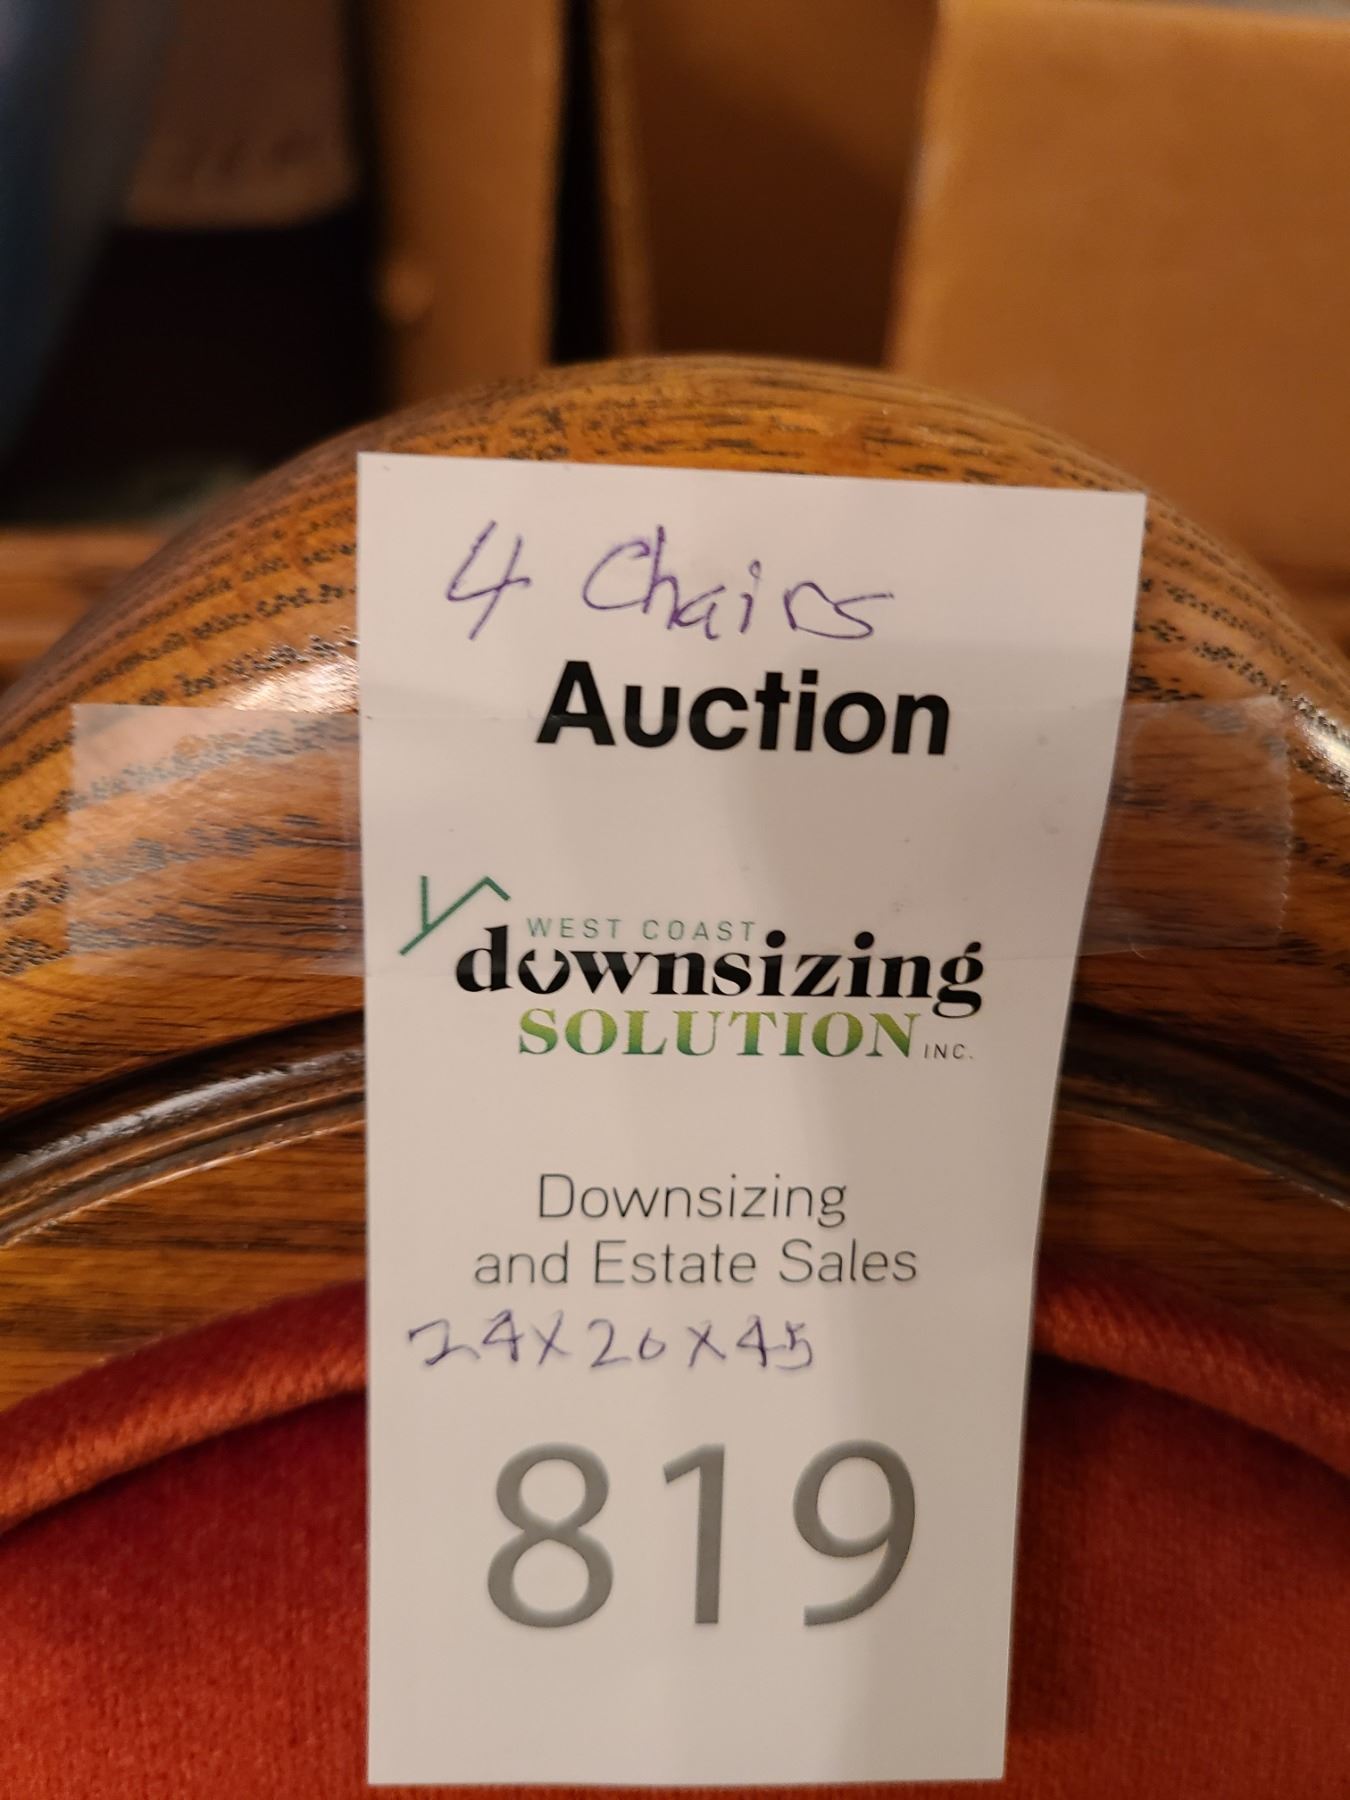 4 Chairs
Auction
WEST COAST
downsizing
SOLUTION INC.
Downsizing
and Estate Sales
24x20x45
819